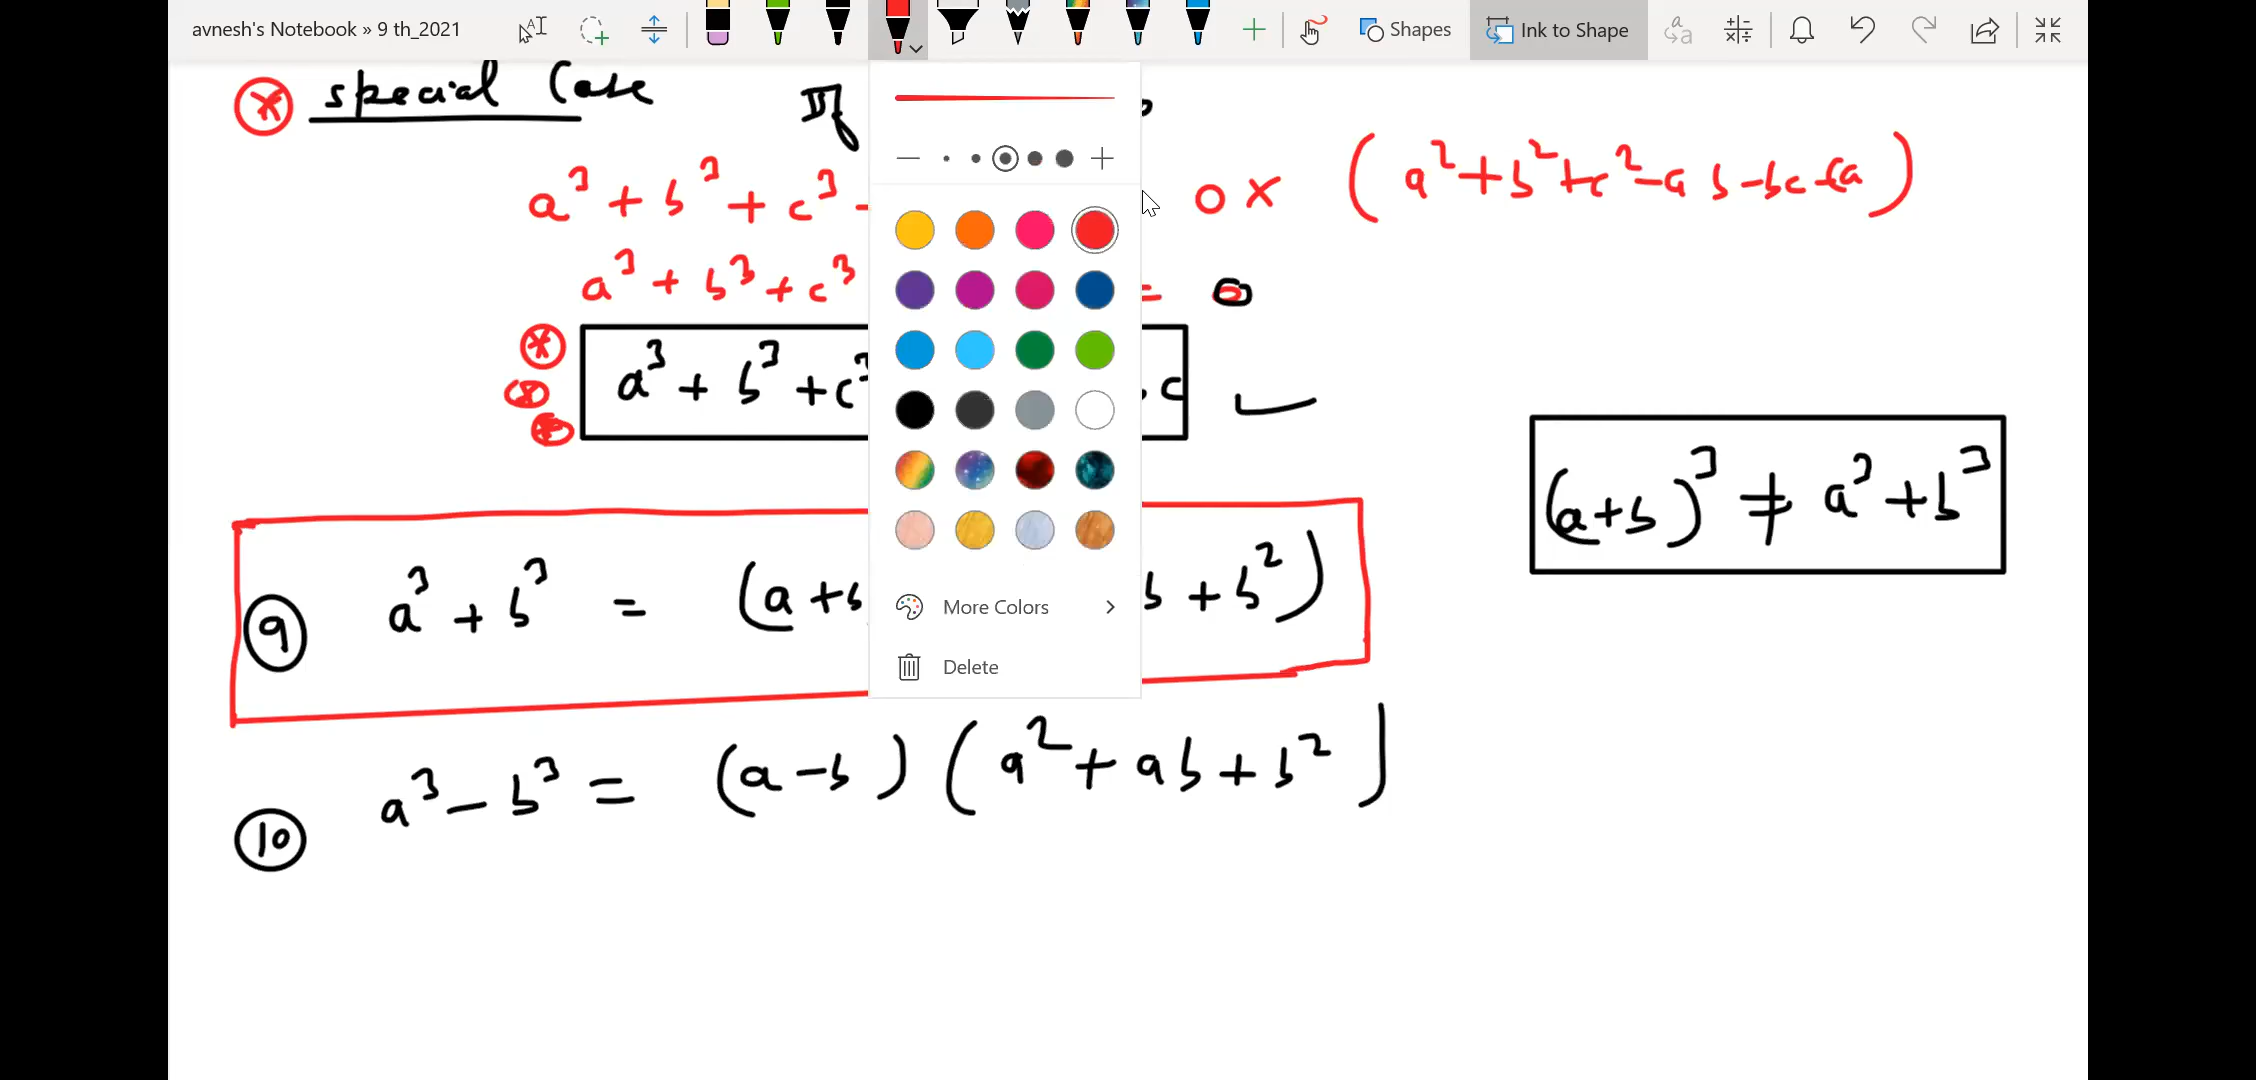 avnesh's Notebook » 9 th_2021
Shapes
Ink to Shape
special Case If
a³ + b³ + c³ - 0 × (a²+b²+c²-ab-bc-ca)
a³ + b³ + c³ = 0
a³ + b³ + c³ c
(a+b)³ ≠ a³+b³
9 a³ + b³ = (a+b b + b²)
More Colors
Delete
10 a³ - b³ = (a-b) (a²+ab+b²)